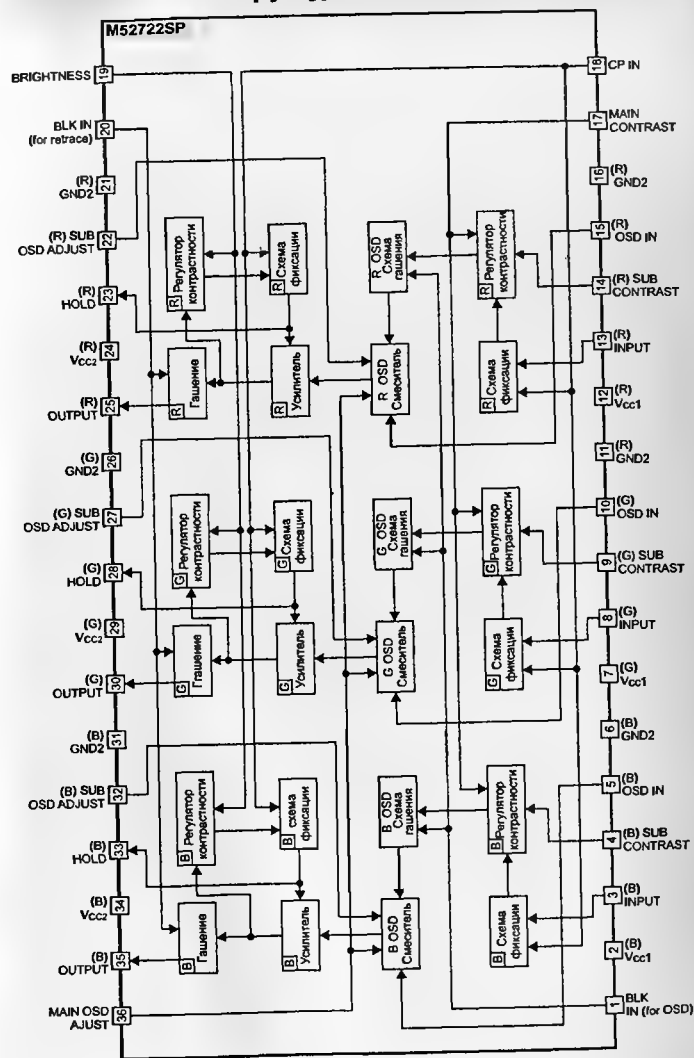 M52722SP
BRIGHTNESS
19
BLK IN
(for retrace)
20
(R)
GND2
21
(R) SUB
OSD ADJUST
22
(R)
HOLD
23
(R)
Vcc2
24
(R)
OUTPUT
25
(G)
GND2
26
(G) SUB
OSD ADJUST
27
(G)
HOLD
28
(G)
Vcc2
29
(G)
OUTPUT
30
(B)
GND2
31
(B) SUB
OSD ADJUST
32
(B)
HOLD
33
(B)
Vcc2
34
(B)
OUTPUT
35
MAIN OSD
AJUST
36
18
CP IN
17
MAIN
CONTRAST
16
(R)
GND2
15
(R)
OSD IN
14
(R) SUB
CONTRAST
13
(R)
INPUT
12
(R)
Vcc1
11
(R)
GND2
10
(G)
OSD IN
9
(G) SUB
CONTRAST
8
(G)
INPUT
7
(G)
Vcc1
6
(B)
GND2
5
(B)
OSD IN
4
(B) SUB
CONTRAST
3
(B)
INPUT
2
(B)
Vcc1
1
BLK
IN (for OSD)
R Регулятор
контрастности
R Схема
фиксации
R Гашение
R Усилитель
R OSD
Схема
гашения
R OSD
Смеситель
R Регулятор
контрастности
R Схема
фиксации
G Регулятор
контрастности
G Схема
фиксации
G Ггашение
G Усилитель
G OSD
Схема
гашения
G OSD
Смеситель
G Регулятор
контрастности
G Схема
фиксации
B Регулятор
контрастности
B схема
фиксации
B Гашение
B Усилитель
B OSD
Схема
гашения
B OSD
Смеситель
B Регулятор
контрастности
B Схема
фиксации